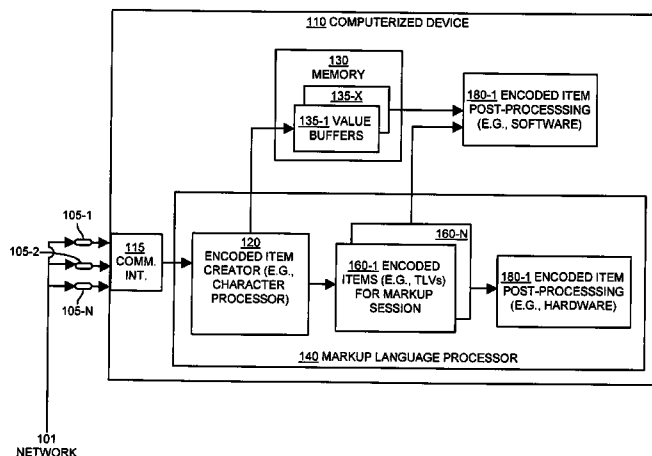 110 COMPUTERIZED DEVICE
130
MEMORY
135-X
135-1 VALUE
BUFFERS
180-1 ENCODED ITEM
POST-PROCESSSING
(E.G., SOFTWARE)
105-1
105-2
105-N
115
COMM.
INT.
120
ENCODED ITEM
CREATOR (E.G.,
CHARACTER
PROCESSOR)
160-N
160-1 ENCODED
ITEMS (E.G., TLVs)
FOR MARKUP
SESSION
180-1 ENCODED ITEM
POST-PROCESSSING
(E.G., HARDWARE)
140 MARKUP LANGUAGE PROCESSOR
101
NETWORK